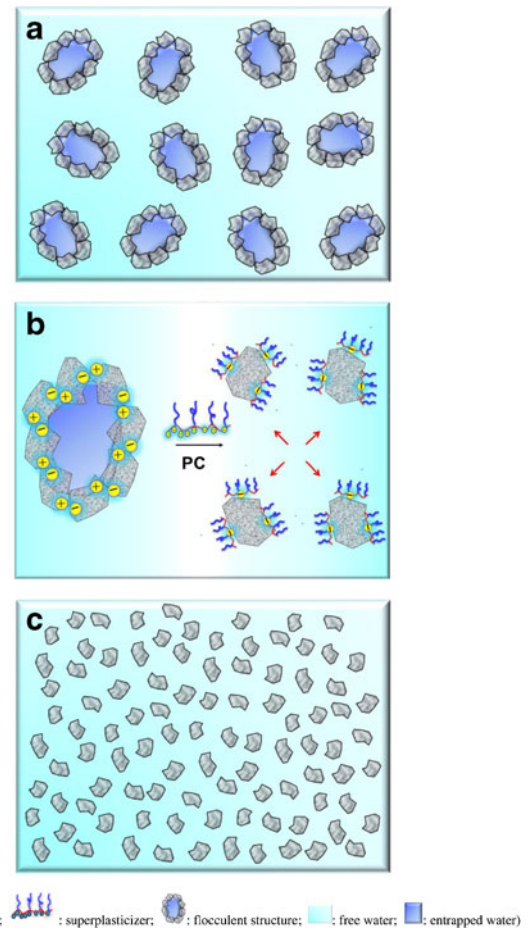 a
b
PC
c
; : superplasticizer; : flocculent structure; : free water; : entrapped water)